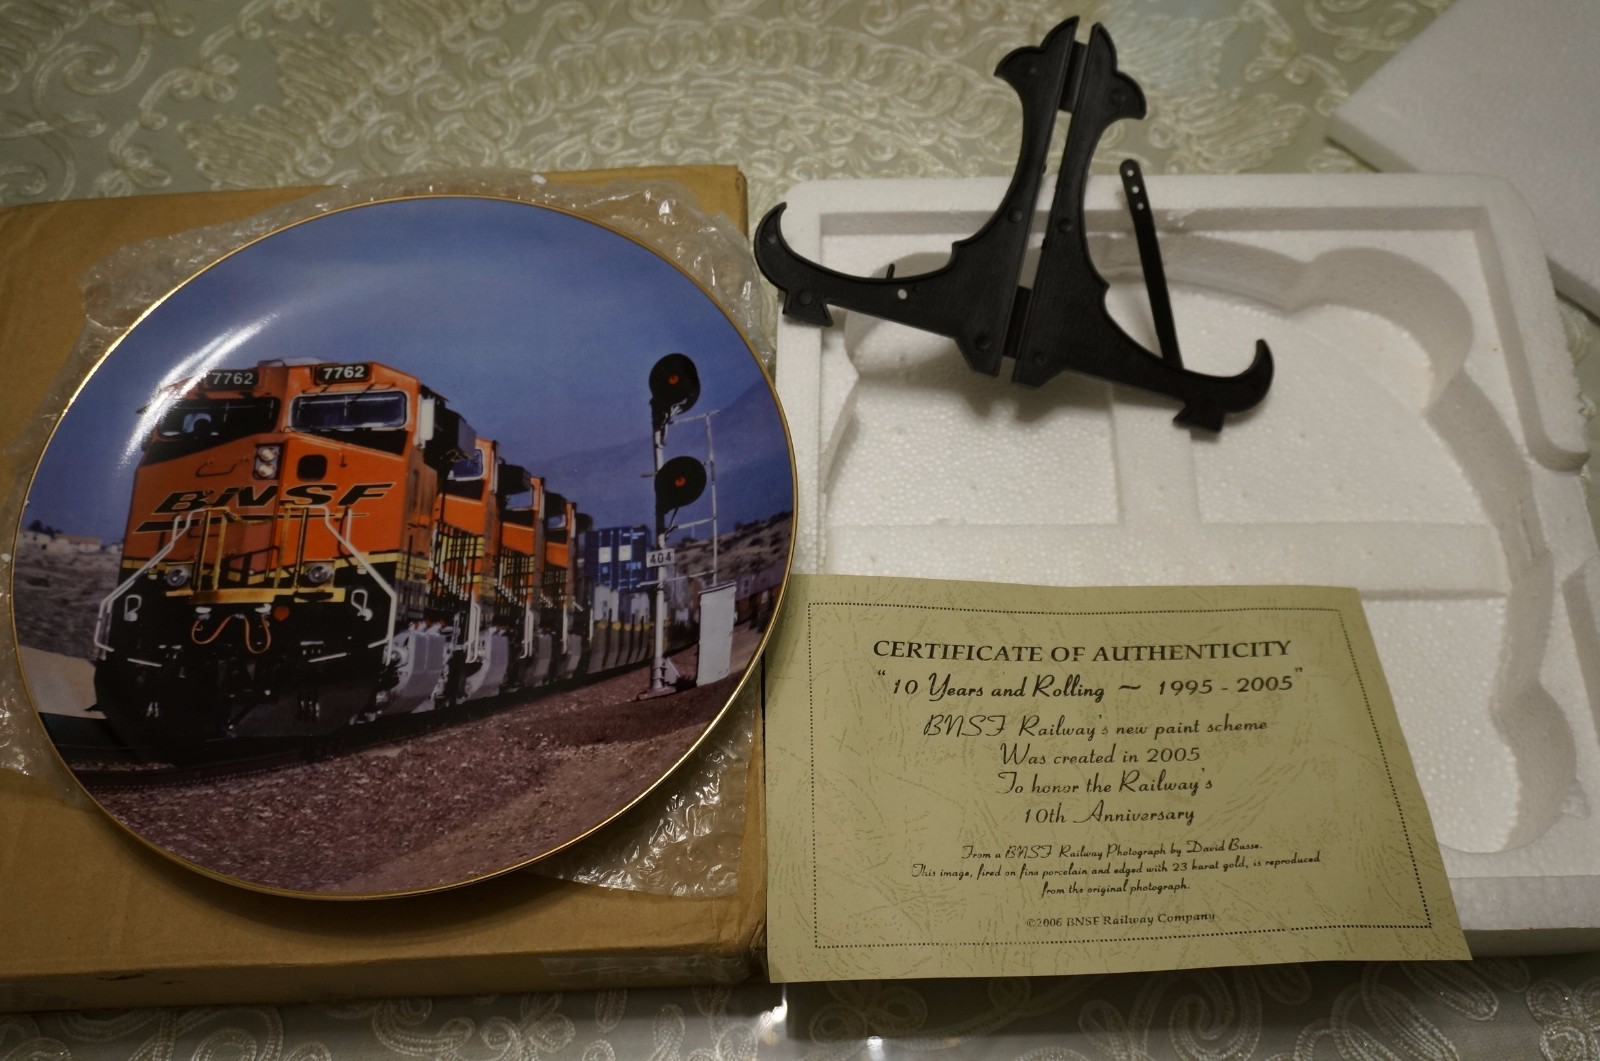 7762
7762
BNSF
404
CERTIFICATE OF AUTHENTICITY
"10 Years and Rolling ~ 1995 - 2005"
BNSF Railway's new paint scheme
Was created in 2005
To honor the Railway's
10th Anniversary
From a BNSF Railway Photograph by David Busse.
This image, fired on fine porcelain and edged with 23 karat gold, is reproduced
from the original photograph.
©2006 BNSF Railway Company